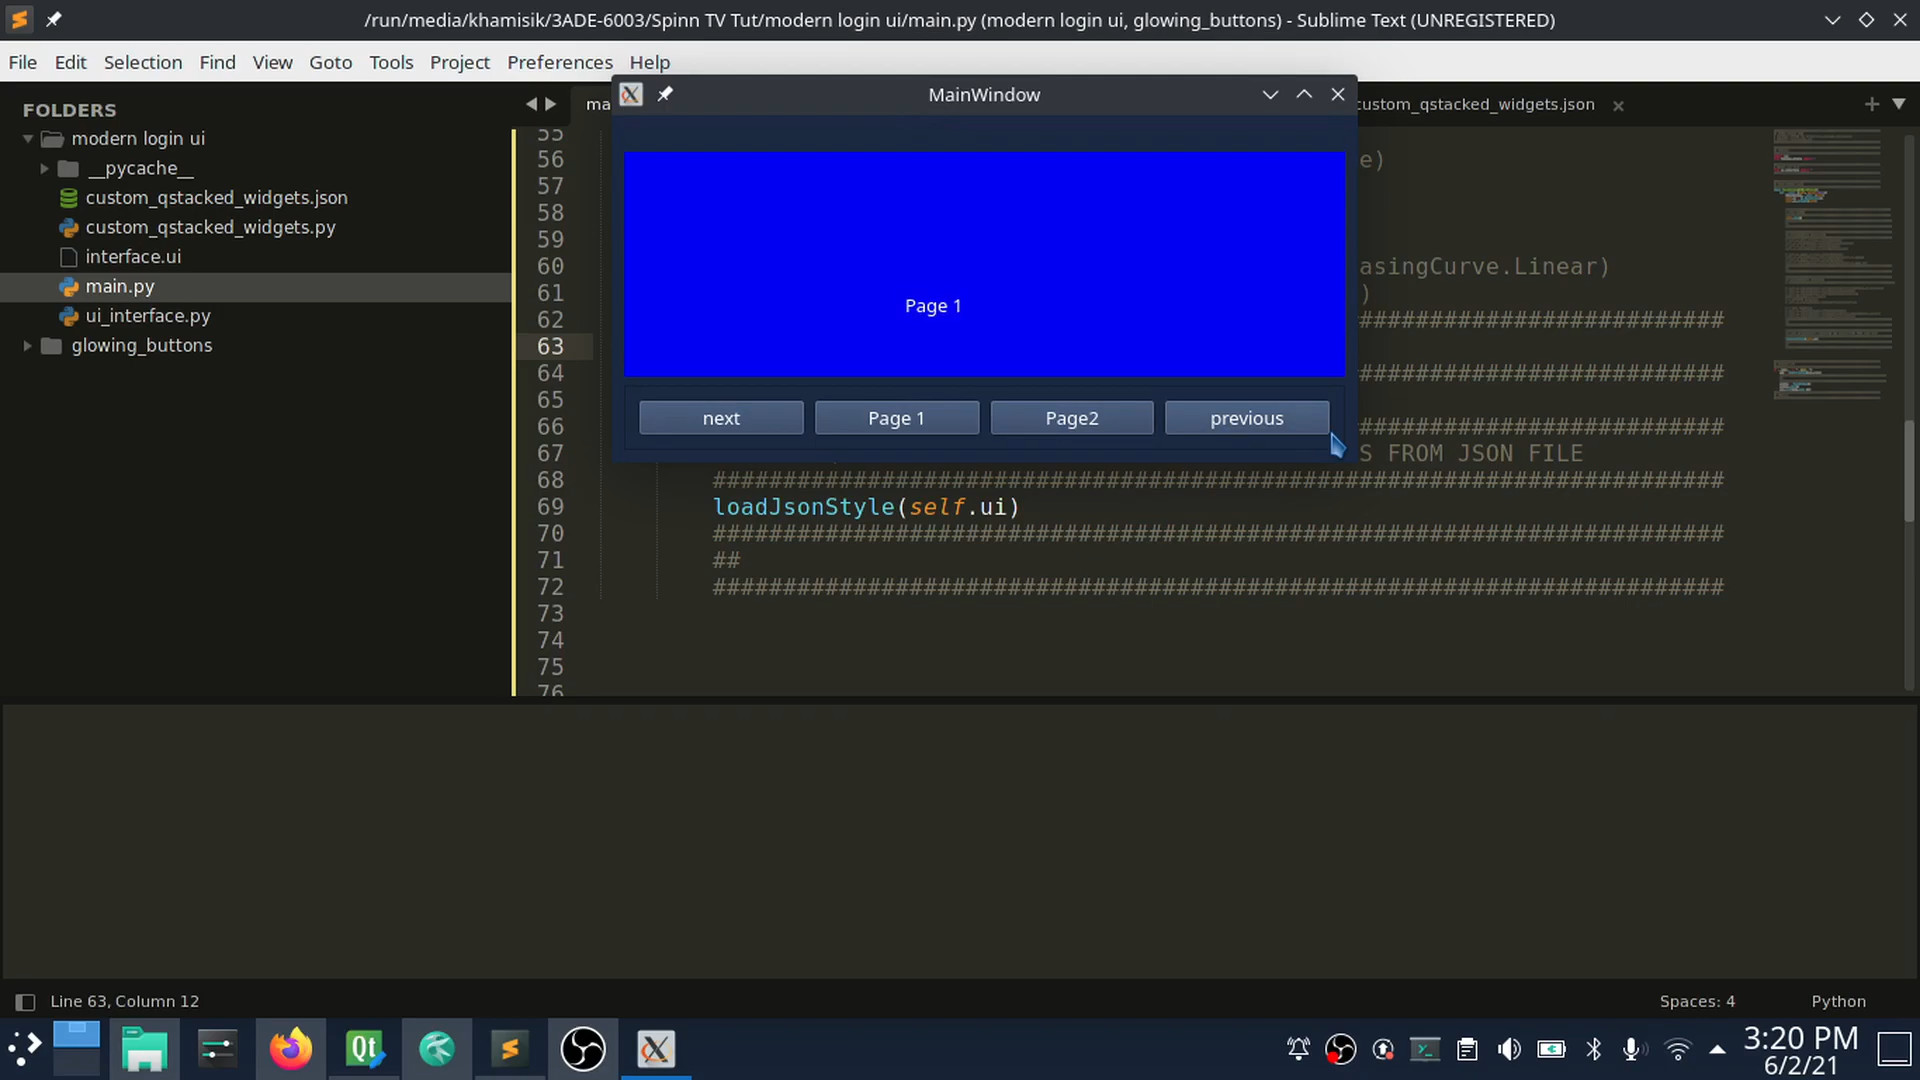 /run/media/khamisik/3ADE-6003/Spinn TV Tut/modern login ui/main.py (modern login ui, glowing_buttons) - Sublime Text (UNREGISTERED)
File Edit Selection Find View Goto Tools Project Preferences Help
MainWindow
FOLDERS
modern login ui
__pycache__
custom_qstacked_widgets.json
custom_qstacked_widgets.py
interface.ui
main.py
ui_interface.py
glowing_buttons
ma
custom_qstacked_widgets.json
Page 1
next Page 1 Page2 previous
55
56 e)
57
58
59
60 asingCurve.Linear)
61 )
62 ##########################
63
64 ##########################
65
66 ##########################
67 S FROM JSON FILE
68 ########################################################################
69 loadJsonStyle(self.ui)
70 ########################################################################
71 ##
72 ########################################################################
73
74
75
76
Line 63, Column 12
Spaces: 4
Python
Qt
3:20 PM
6/2/21